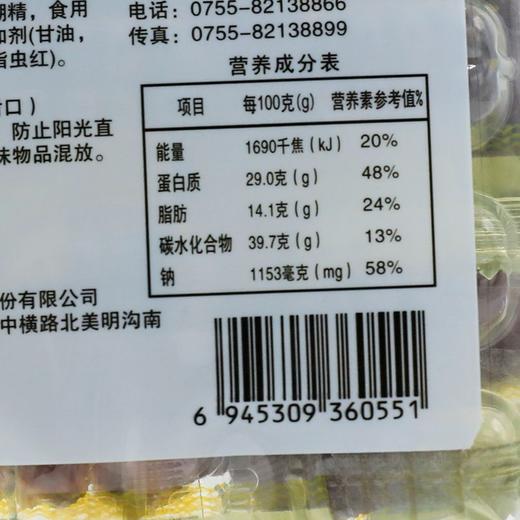 糊精，食用
电话：0755-82138866
加剂(甘油，
传真：0755-82138899
脂虫红)。
营养成分表
项目 每100克(g) 营养素参考值%
能量 1690千焦(kJ) 20%
蛋白质 29.0克(g) 48%
脂肪 14.1克(g) 24%
碳水化合物 39.7克(g) 13%
钠 1153毫克(mg) 58%
口)
防止阳光直
味物品混放。
份有限公司
中横路北美明沟南
6 945309 360551